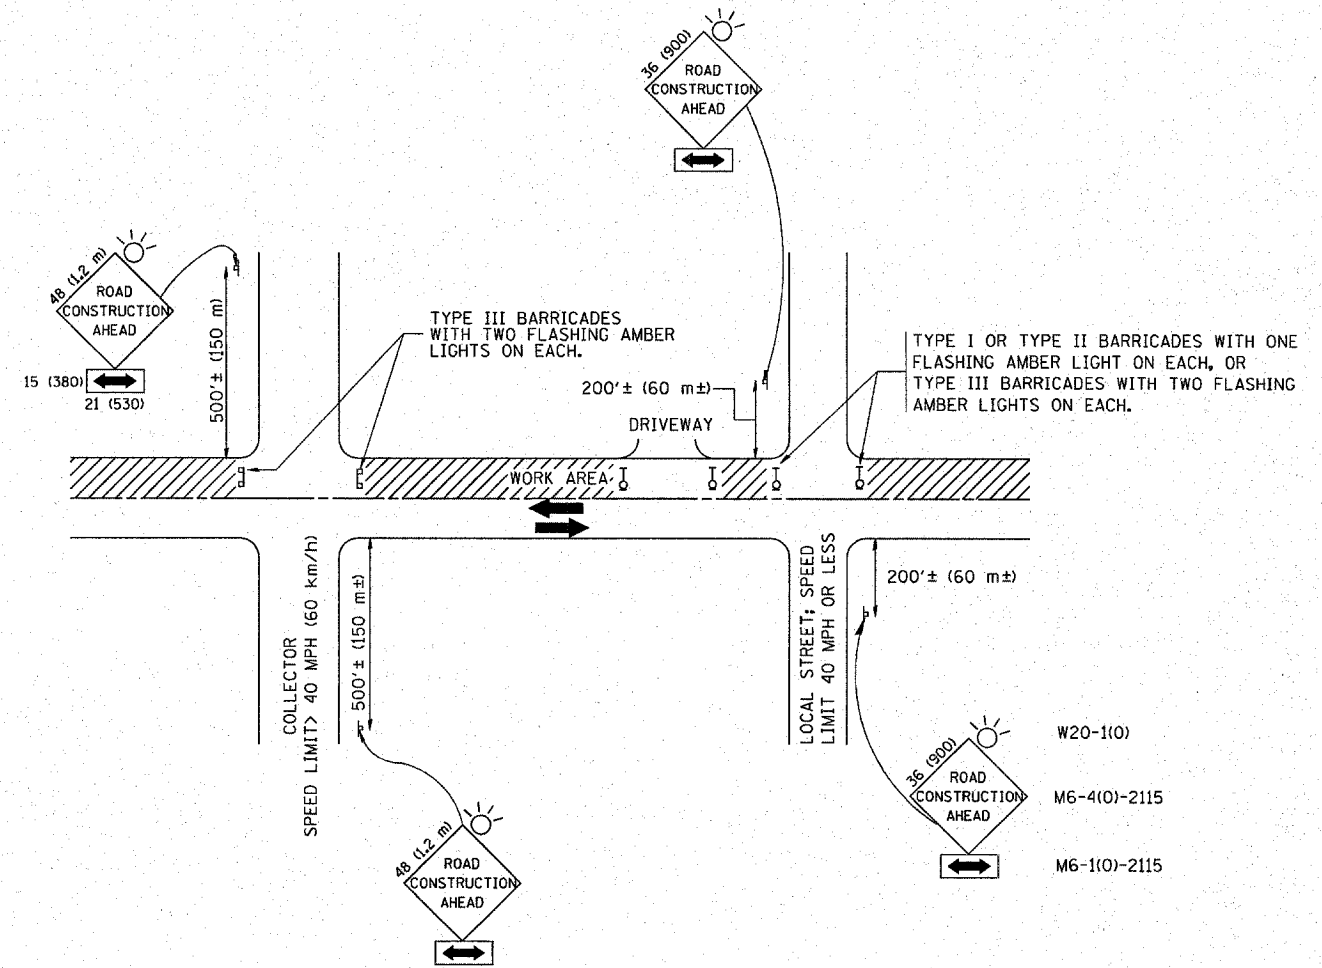 36 (900)
ROAD
CONSTRUCTION
AHEAD
48 (1.2 m)
ROAD
CONSTRUCTION
AHEAD
15 (380)
21 (530)
500'± (150 m)
TYPE III BARRICADES
WITH TWO FLASHING AMBER
LIGHTS ON EACH.
200'± (60 m±)
DRIVEWAY
TYPE I OR TYPE II BARRICADES WITH ONE
FLASHING AMBER LIGHT ON EACH, OR
TYPE III BARRICADES WITH TWO FLASHING
AMBER LIGHTS ON EACH.
WORK AREA
COLLECTOR
SPEED LIMIT> 40 MPH (60 km/h)
500'± (150 m±)
LOCAL STREET; SPEED
LIMIT 40 MPH OR LESS
200'± (60 m±)
48 (1.2 m)
ROAD
CONSTRUCTION
AHEAD
36 (900)
ROAD
CONSTRUCTION
AHEAD
W20-1(O)
M6-4(O)-2115
M6-1(O)-2115